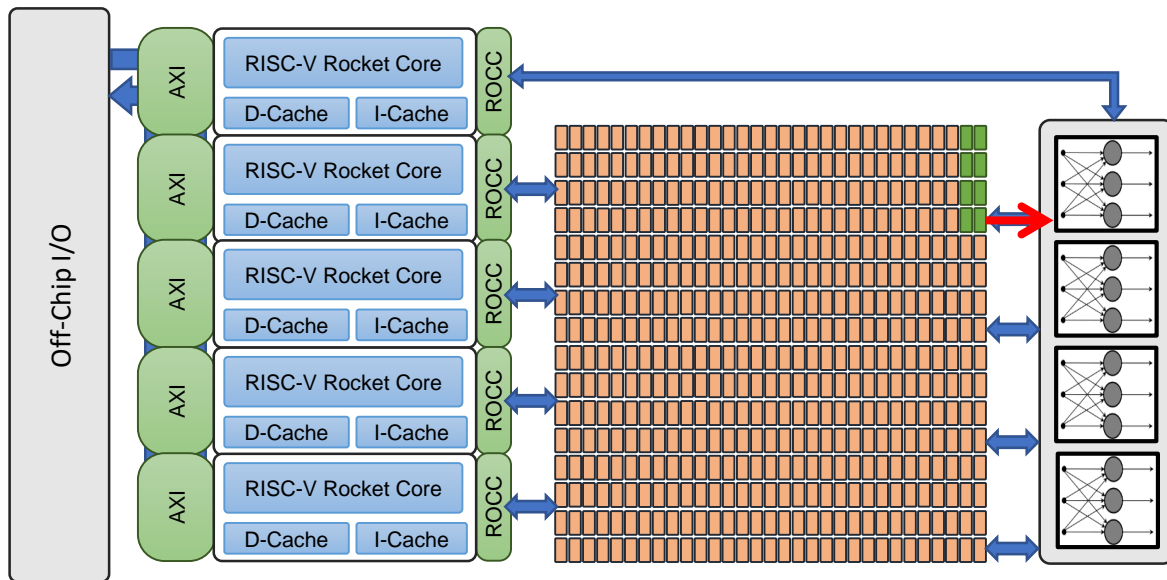 Off-Chip I/O
AXI
RISC-V Rocket Core
D-Cache
I-Cache
ROCC
AXI
RISC-V Rocket Core
D-Cache
I-Cache
ROCC
AXI
RISC-V Rocket Core
D-Cache
I-Cache
ROCC
AXI
RISC-V Rocket Core
D-Cache
I-Cache
ROCC
AXI
RISC-V Rocket Core
D-Cache
I-Cache
ROCC